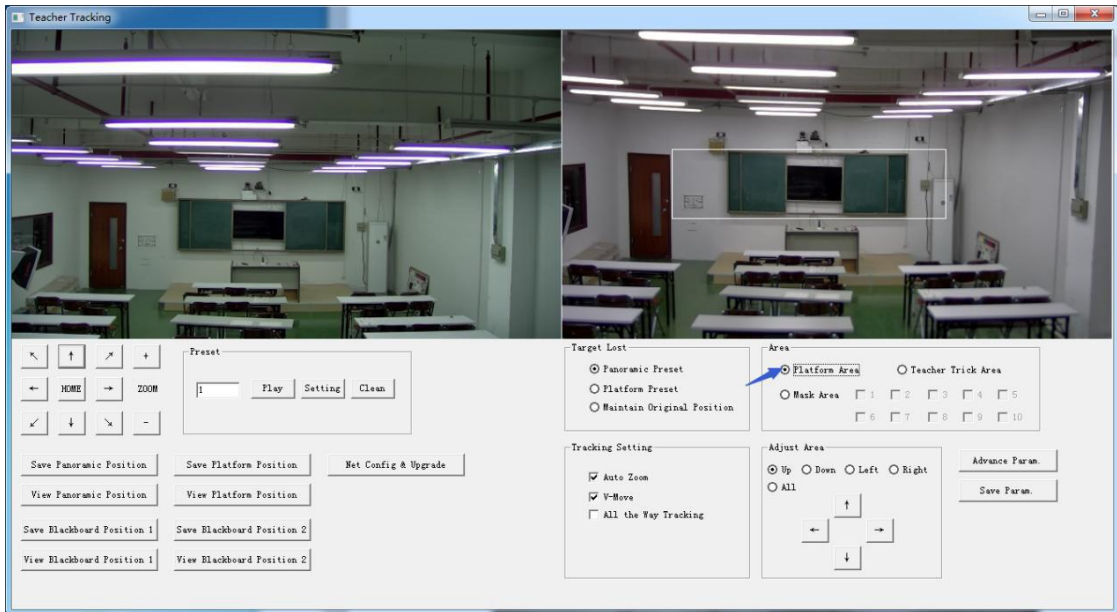 Teacher Tracking
↖ ↑ ↗ +
← HOME → ZOOM
↙ ↓ ↘ -
Preset
1 Play Setting Clean
Save Panoramic Position Save Platform Position Net Config & Upgrade
View Panoramic Position View Platform Position
Save Blackboard Position 1 Save Blackboard Position 2
View Blackboard Position 1 View Blackboard Position 2
Target Lost
Panoramic Preset
Platform Preset
Maintain Original Position
Area
Platform Area Teacher Trick Area
Mask Area 1 2 3 4 5
6 7 8 9 10
Tracking Setting
Auto Zoom
V-Move
All the Way Tracking
Adjust Area
Up Down Left Right
All
↑
← →
↓
Advance Param.
Save Param.